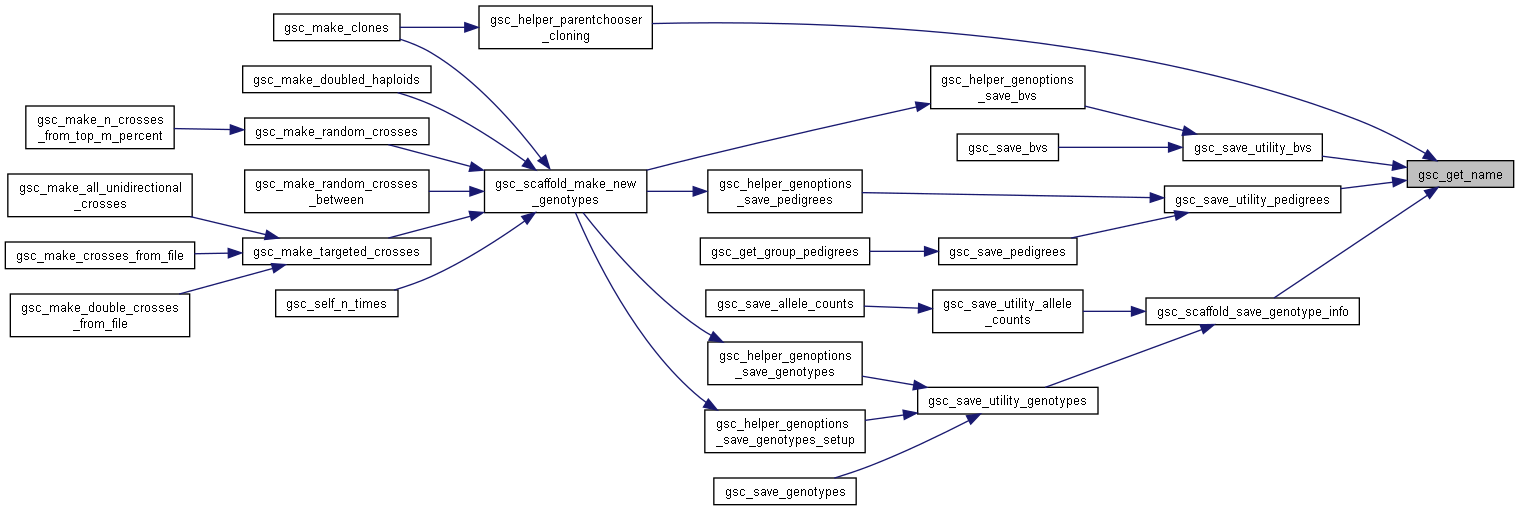 gsc_make_clones
gsc_helper_parentchooser
_cloning
gsc_make_doubled_haploids
gsc_helper_genoptions
_save_bvs
gsc_make_n_crosses
_from_top_m_percent
gsc_make_random_crosses
gsc_save_bvs
gsc_save_utility_bvs
gsc_get_name
gsc_make_all_unidirectional
_crosses
gsc_make_random_crosses
_between
gsc_scaffold_make_new
_genotypes
gsc_helper_genoptions
_save_pedigrees
gsc_save_utility_pedigrees
gsc_make_crosses_from_file
gsc_make_targeted_crosses
gsc_get_group_pedigrees
gsc_save_pedigrees
gsc_make_double_crosses
_from_file
gsc_self_n_times
gsc_save_allele_counts
gsc_save_utility_allele
_counts
gsc_scaffold_save_genotype_info
gsc_helper_genoptions
_save_genotypes
gsc_save_utility_genotypes
gsc_helper_genoptions
_save_genotypes_setup
gsc_save_genotypes